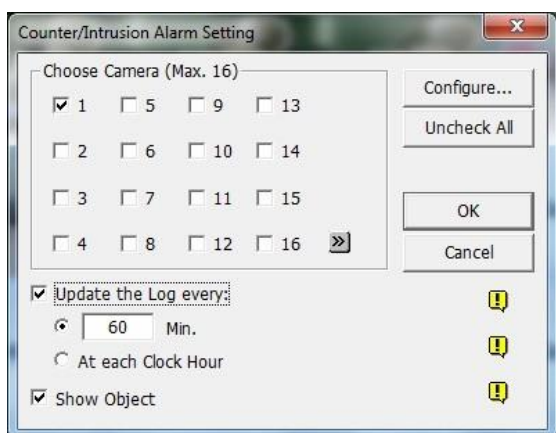 Counter/Intrusion Alarm Setting
Choose Camera (Max. 16)
1 5 9 13
2 6 10 14
3 7 11 15
4 8 12 16 »
Configure...
Uncheck All
OK
Cancel
Update the Log every:
60 Min.
At each Clock Hour
Show Object